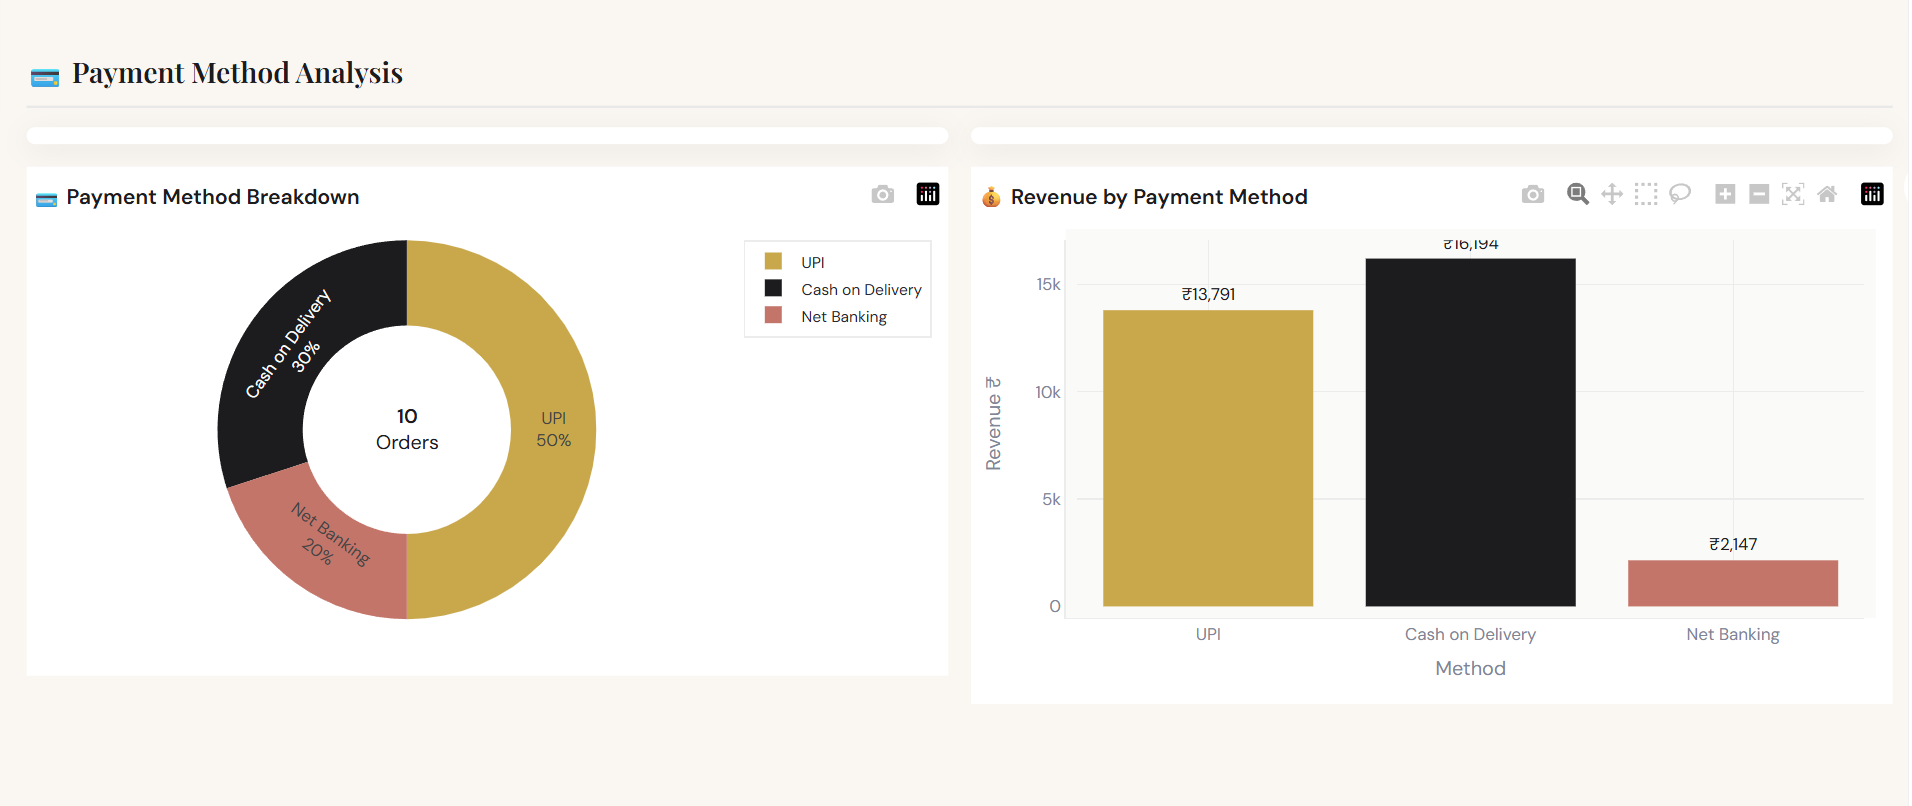 Payment Method Analysis
Payment Method Breakdown
UPI
Cash on Delivery
Net Banking
Cash on Delivery
30%
10
Orders
UPI
50%
Net Banking
20%
Revenue by Payment Method
₹16,194
15k
₹13,791
10k
Revenue ₹
5k
₹2,147
0
UPI
Cash on Delivery
Net Banking
Method